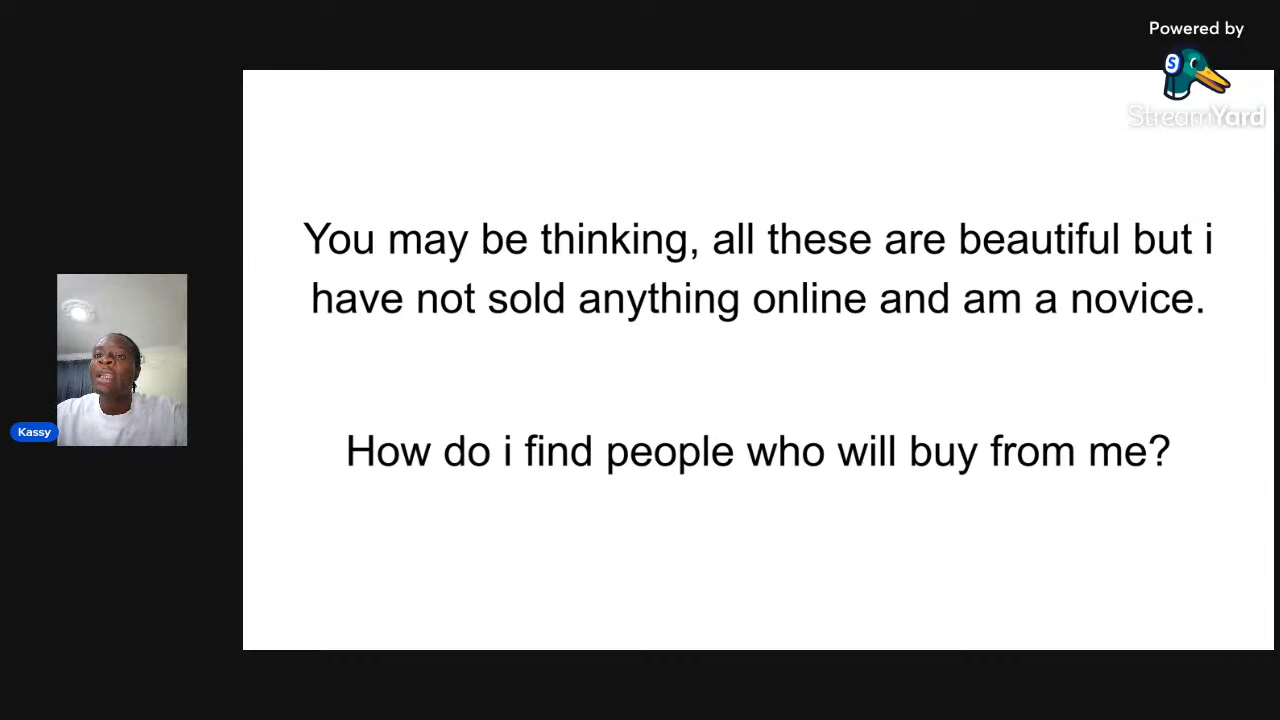 Powered by
StreamYard
You may be thinking, all these are beautiful but i
have not sold anything online and am a novice.
How do i find people who will buy from me?
Kassy